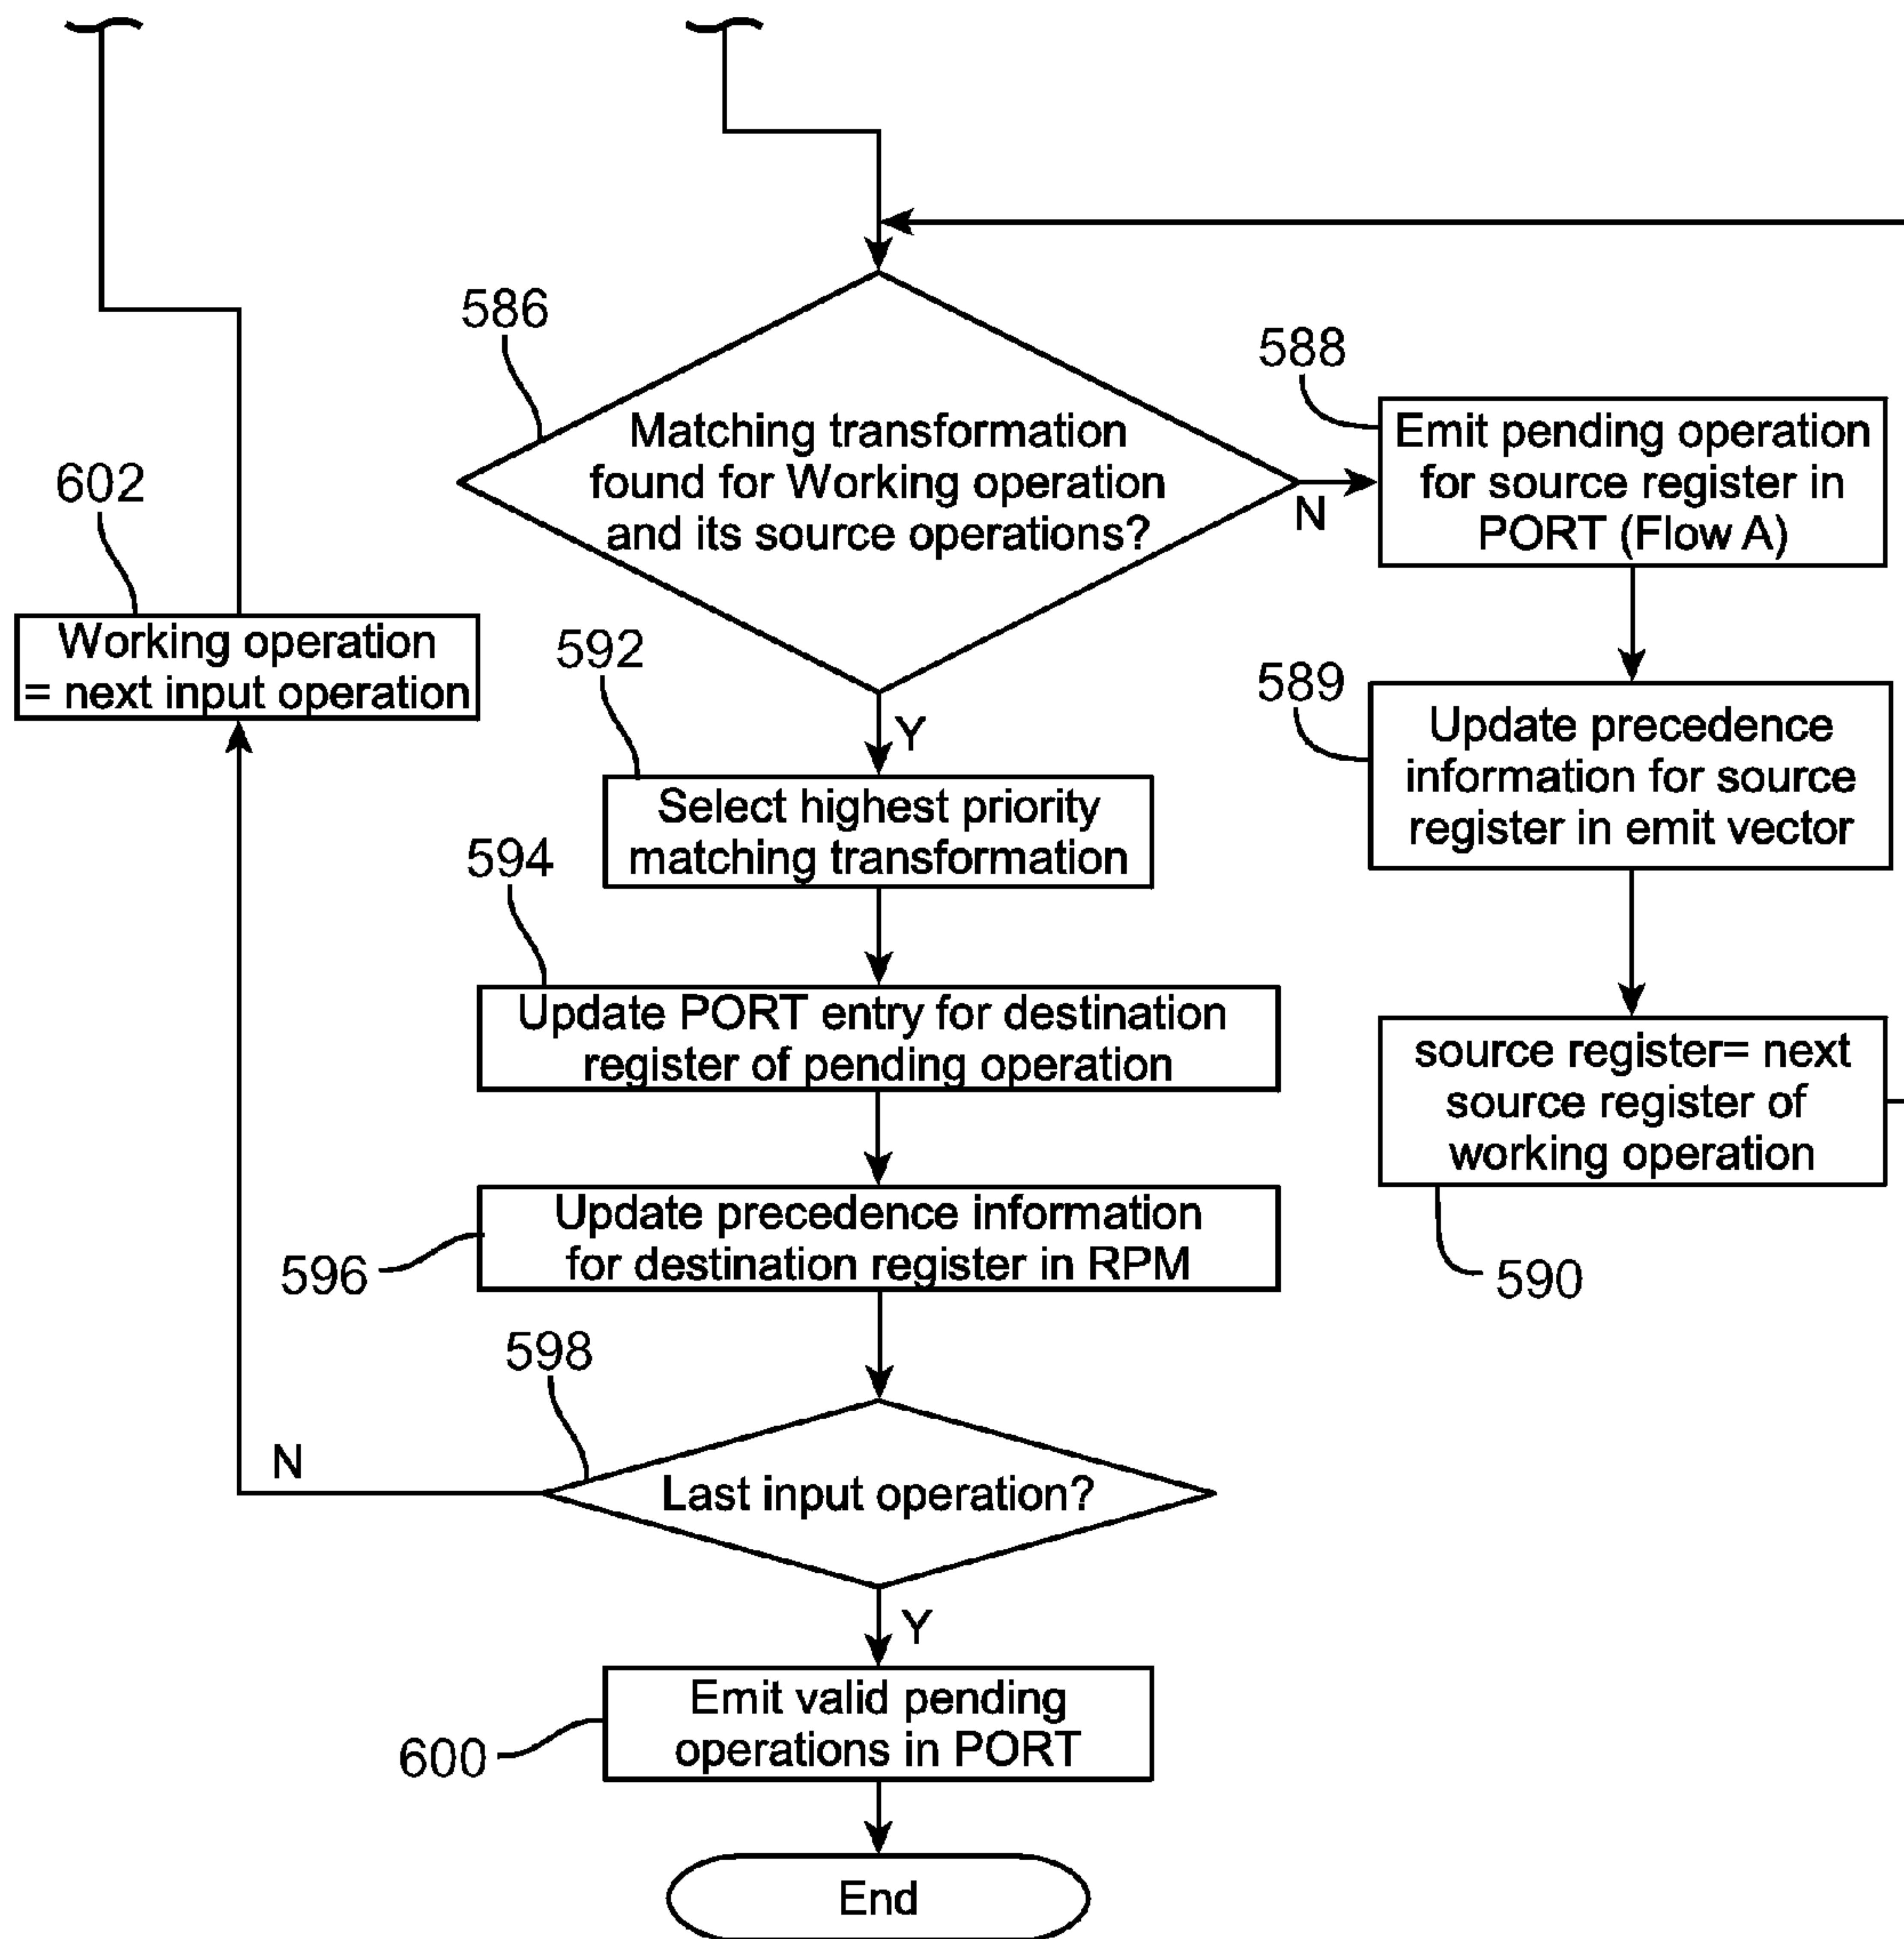 586
Matching transformation
found for Working operation
and its source operations?
N
588
Emit pending operation
for source register in
PORT (Flow A)
602
Working operation
= next input operation
589
Update precedence
information for source
register in emit vector
Y
592
Select highest priority
matching transformation
594
Update PORT entry for destination
register of pending operation
source register= next
source register of
working operation
590
Update precedence information
for destination register in RPM
596
598
Last input operation?
N
Y
Emit valid pending
operations in PORT
600
End